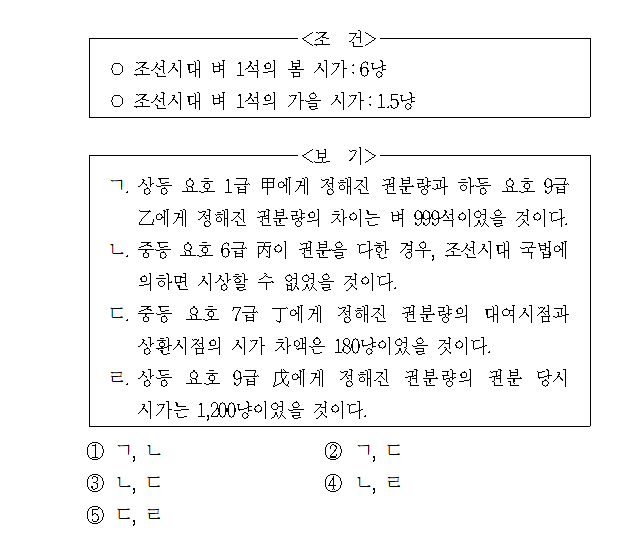 <조 건>
○ 조선시대 벼 1석의 봄 시가:6냥
○ 조선시대 벼 1석의 가을 시가:1.5냥
<보 기>
ㄱ. 상등 요호 1급 甲에게 정해진 권분량과 하등 요호 9급
乙에게 정해진 권분량의 차이는 벼 999석이었을 것이다.
ㄴ. 중등 요호 6급 丙이 권분을 다한 경우, 조선시대 국법에
의하면 시상할 수 없었을 것이다.
ㄷ. 중등 요호 7급 丁에게 정해진 권분량의 대여시점과
상환시점의 시가 차액은 180냥이었을 것이다.
ㄹ. 상등 요호 9급 戊에게 정해진 권분량의 권분 당시
시가는 1,200냥이었을 것이다.
① ㄱ, ㄴ ② ㄱ, ㄷ
③ ㄴ, ㄷ ④ ㄴ, ㄹ
⑤ ㄷ, ㄹ